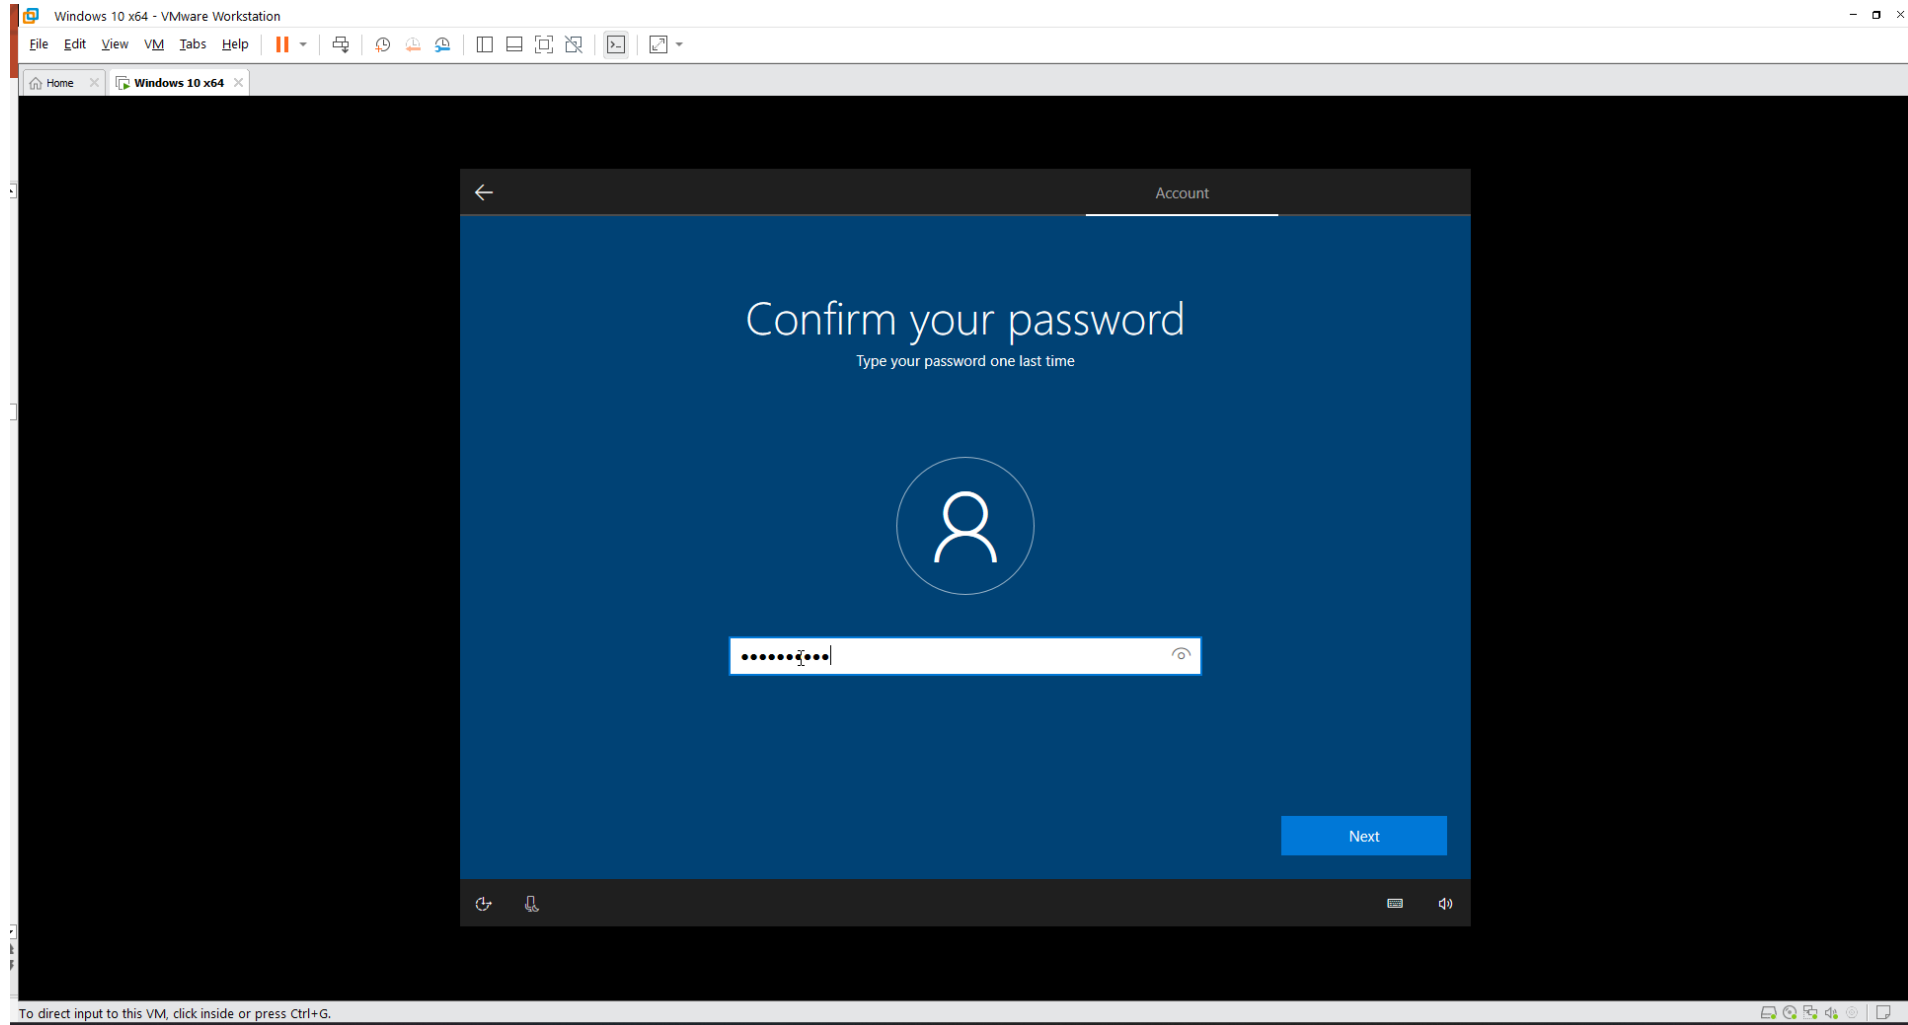 Windows 10 x64 - VMware Workstation
File Edit View VM Tabs Help
Home Windows 10 x64
Account
Confirm your password
Type your password one last time
••••••••••
Next
To direct input to this VM, click inside or press Ctrl+G.